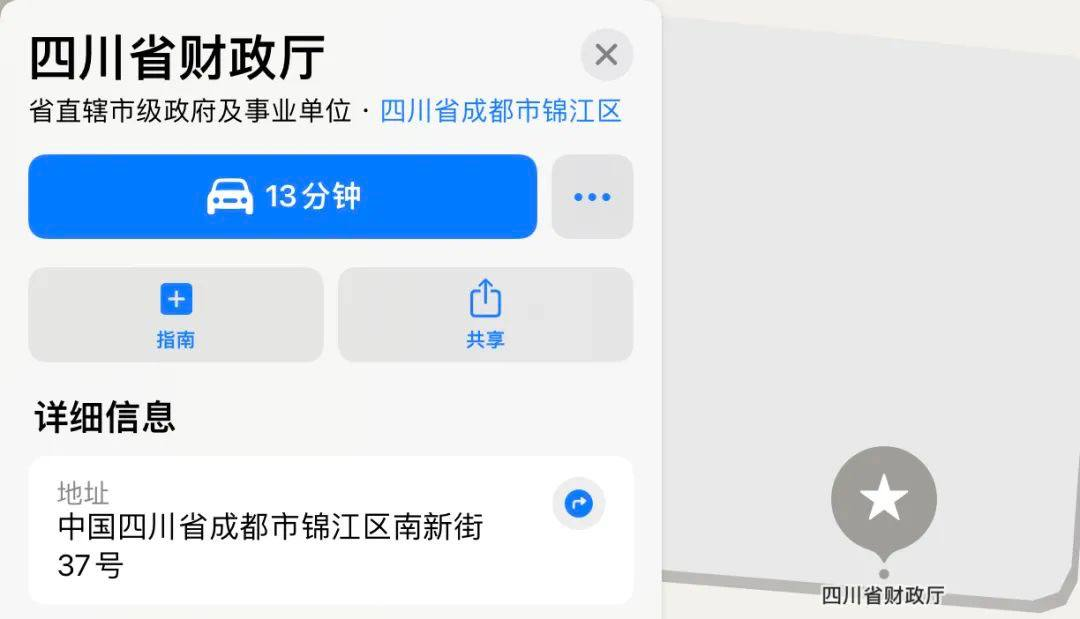 四川省财政厅
省直辖市级政府及事业单位 · 四川省成都市锦江区
13 分钟
指南
共享
详细信息
地址
中国四川省成都市锦江区南新街
37 号
四川省财政厅